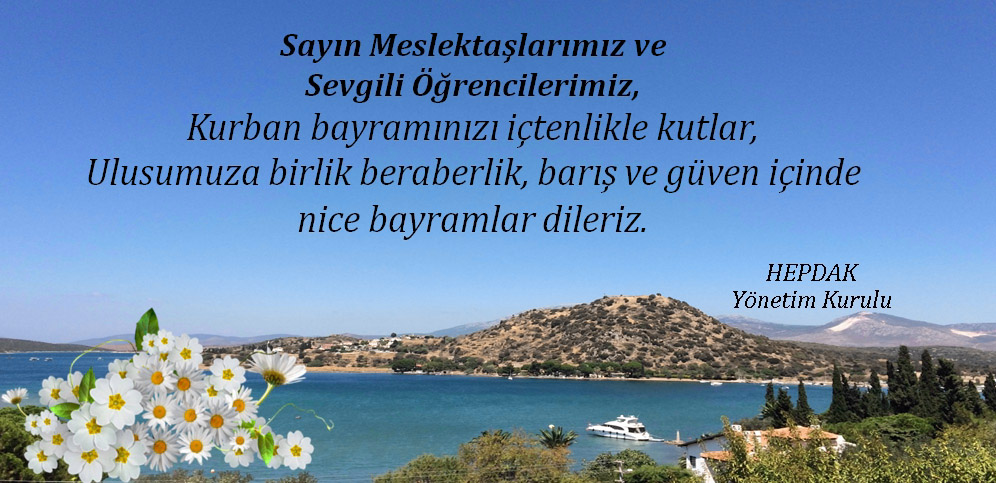 Sayın Meslektaşlarımız ve
Sevgili Öğrencilerimiz,
Kurban bayramınızı içtenlikle kutlar,
Ulusumuza birlik beraberlik, barış ve güven içinde
nice bayramlar dileriz.
HEPDAK
Yönetim Kurulu